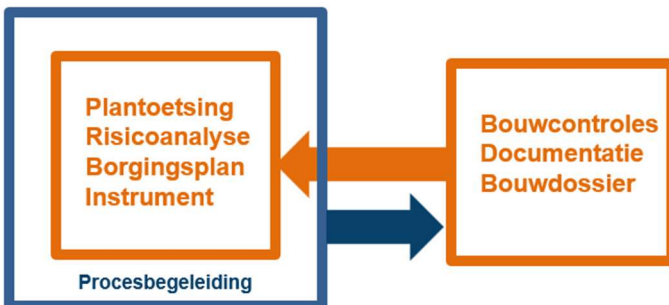 Plantoetsing
Risicoanalyse
Borgingsplan
Instrument
Procesbegeleiding
Bouwcontroles
Documentatie
Bouwdossier